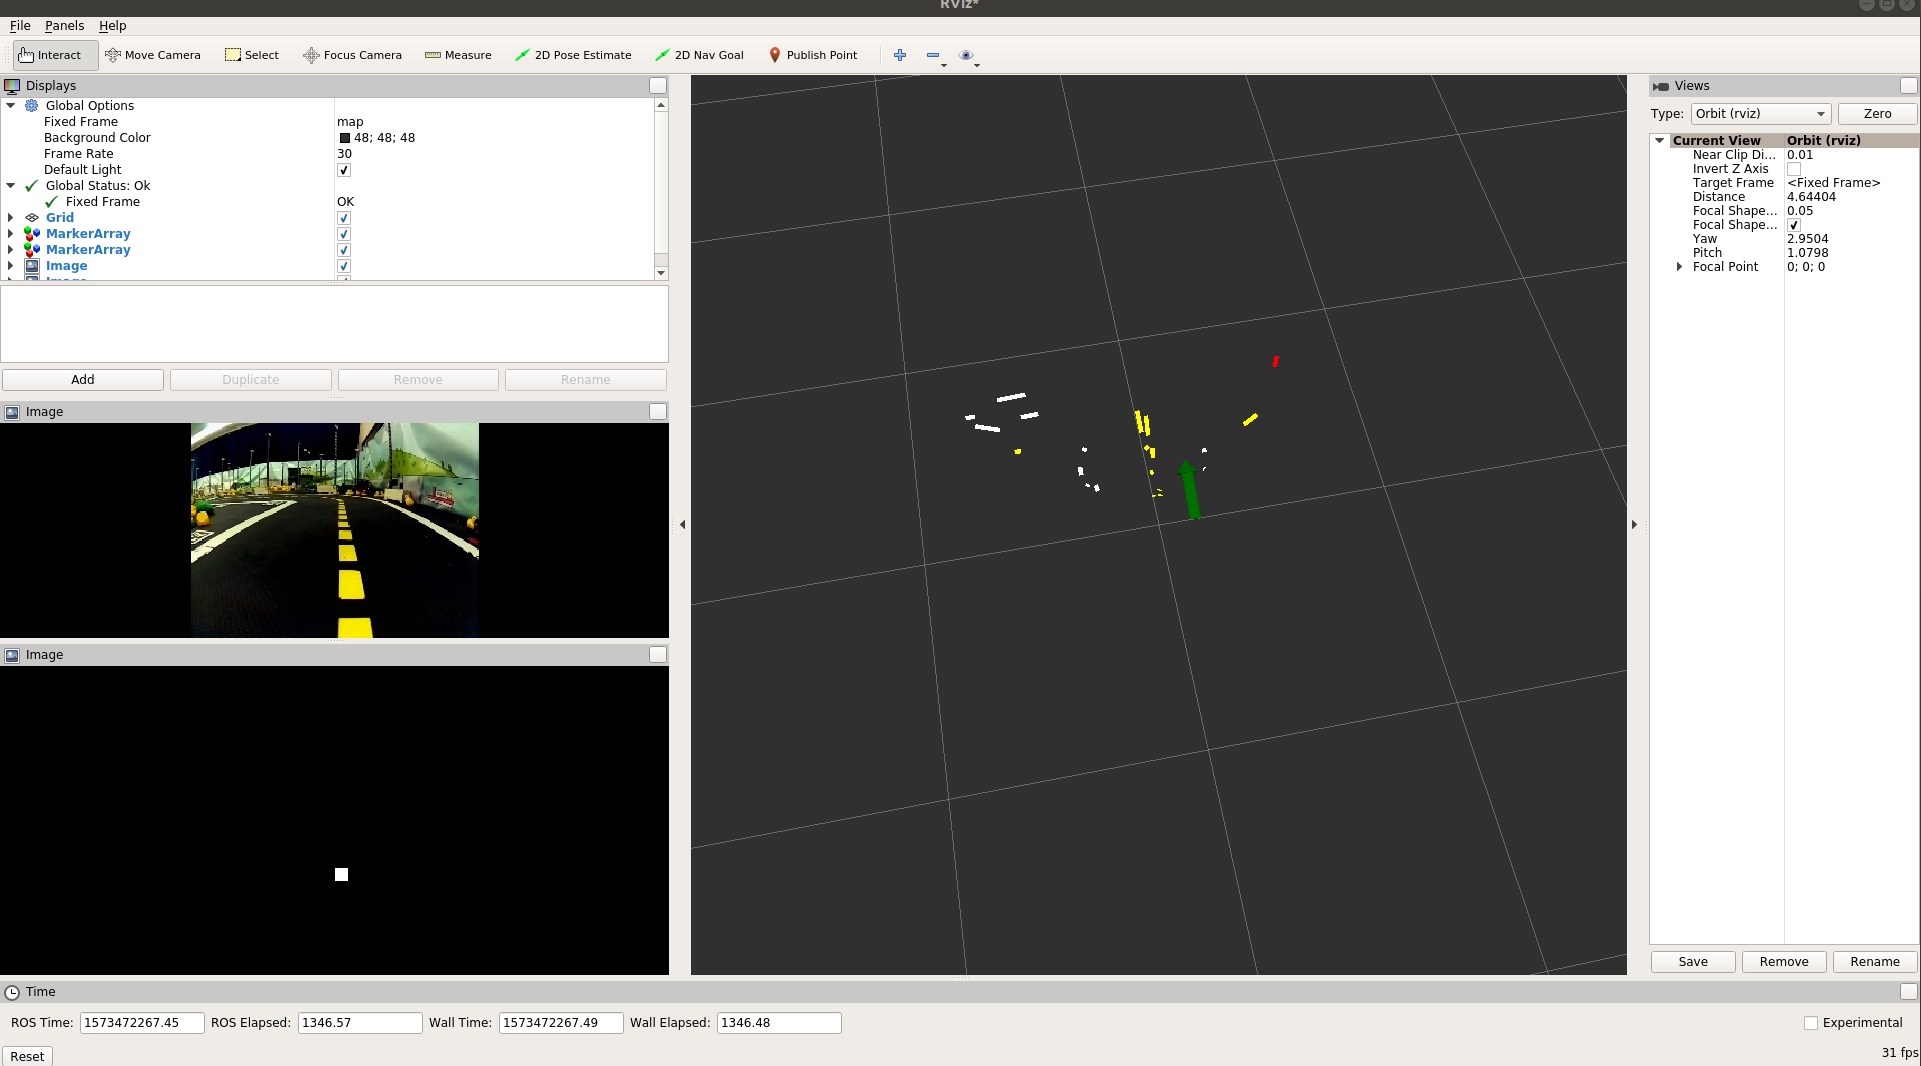 RViz*
File Panels Help
Interact Move Camera Select Focus Camera Measure 2D Pose Estimate 2D Nav Goal Publish Point
Displays
Global Options
Fixed Frame map
Background Color 48; 48; 48
Frame Rate 30
Default Light
Global Status: Ok
Fixed Frame OK
Grid
MarkerArray
MarkerArray
Image
Add Duplicate Remove Rename
Image
Image
Views
Type: Orbit (rviz) Zero
Current View Orbit (rviz)
Near Clip Di... 0.01
Invert Z Axis
Target Frame <Fixed Frame>
Distance 4.64404
Focal Shape... 0.05
Focal Shape...
Yaw 2.9504
Pitch 1.0798
Focal Point 0; 0; 0
Save Remove Rename
Time
ROS Time: 1573472267.45 ROS Elapsed: 1346.57 Wall Time: 1573472267.49 Wall Elapsed: 1346.48 Experimental
Reset 31 fps